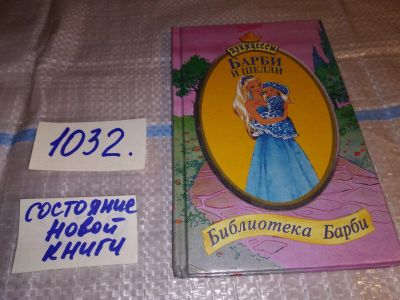 1032.
состояние
новой
книги
Принцессы
Барби
и Шелли
Библиотека Барби